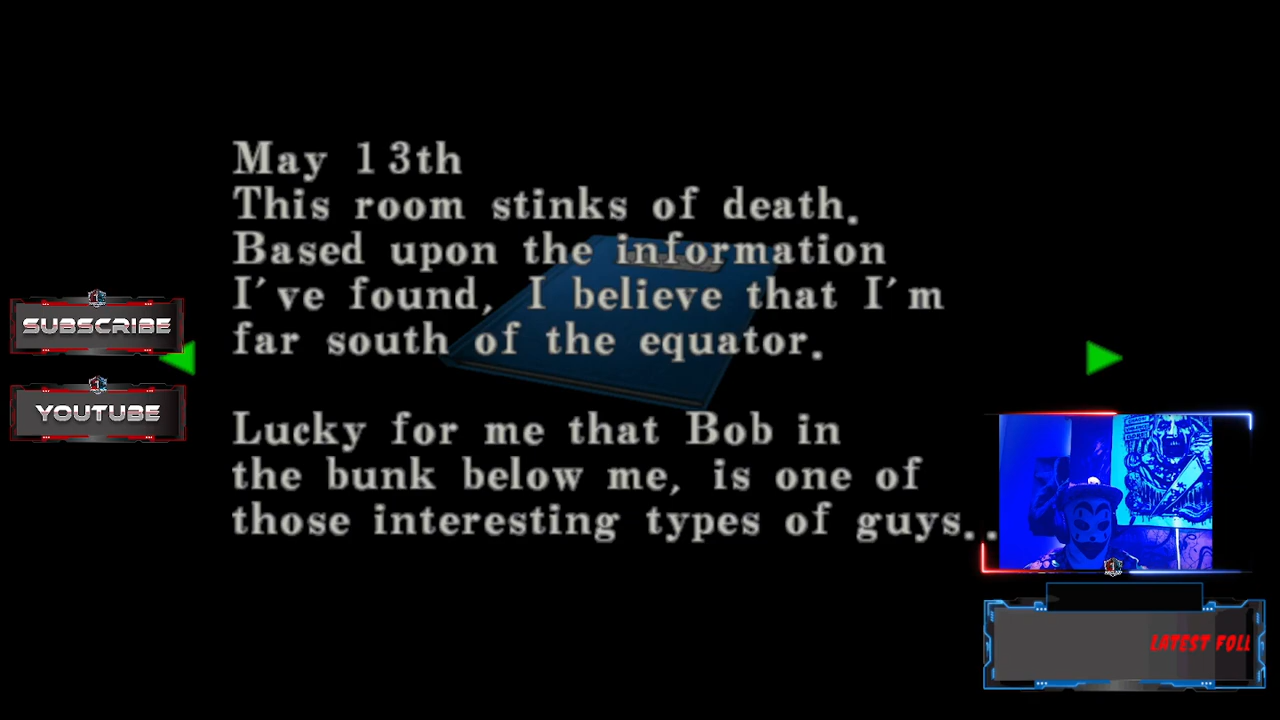 May 13th
This room stinks of death.
Based upon the information
I've found, I believe that I'm
far south of the equator.
Lucky for me that Bob in
the bunk below me, is one of
those interesting types of guys..
SUBSCRIBE
YOUTUBE
LATEST FOLL